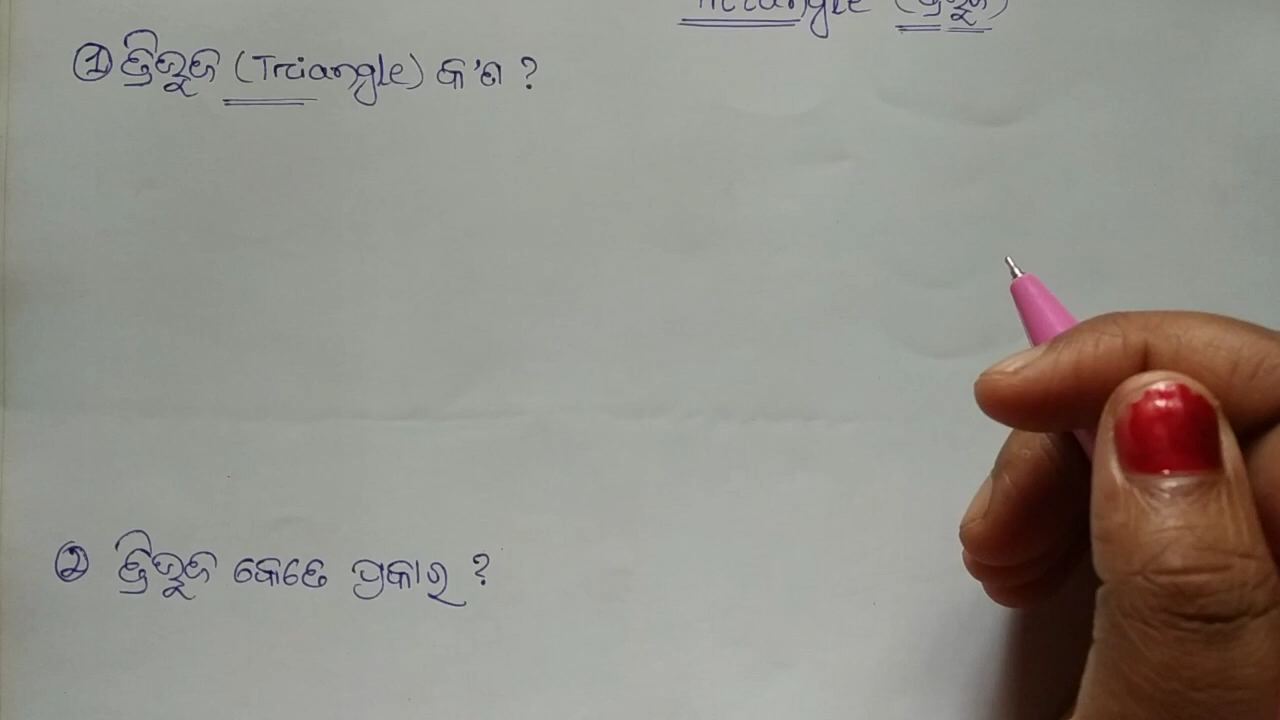 Triangle (ତ୍ରିଭୂଜ)
① ତ୍ରିଭୂଜ (Triangle) କ'ଣ ?
② ତ୍ରିଭୂଜ କେତେ ପ୍ରକାର ?